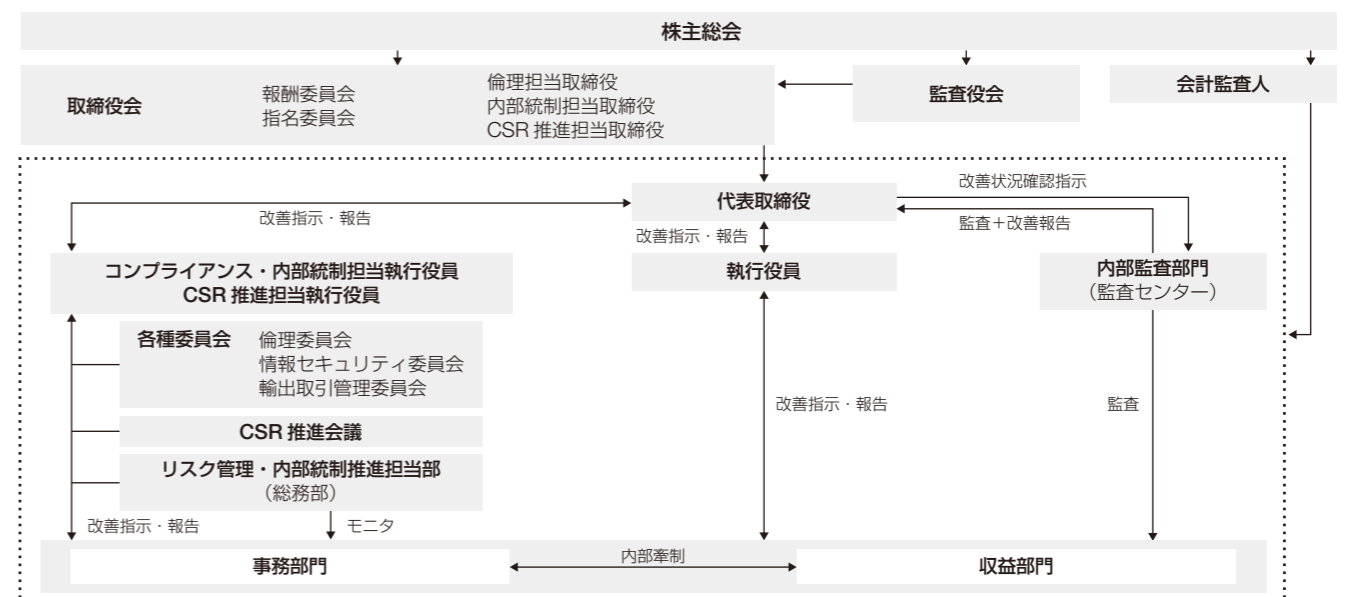 株主総会
取締役会
報酬委員会
指名委員会
倫理担当取締役
内部統制担当取締役
CSR 推進担当取締役
監査役会
会計監査人
代表取締役
改善状況確認指示
監査＋改善報告
改善指示・報告
改善指示・報告
コンプライアンス・内部統制担当執行役員
CSR 推進担当執行役員
執行役員
内部監査部門
（監査センター）
各種委員会
倫理委員会
情報セキュリティ委員会
輸出取引管理委員会
CSR 推進会議
リスク管理・内部統制推進担当部
（総務部）
改善指示・報告
監査
改善指示・報告
モニタ
事務部門
内部牽制
収益部門